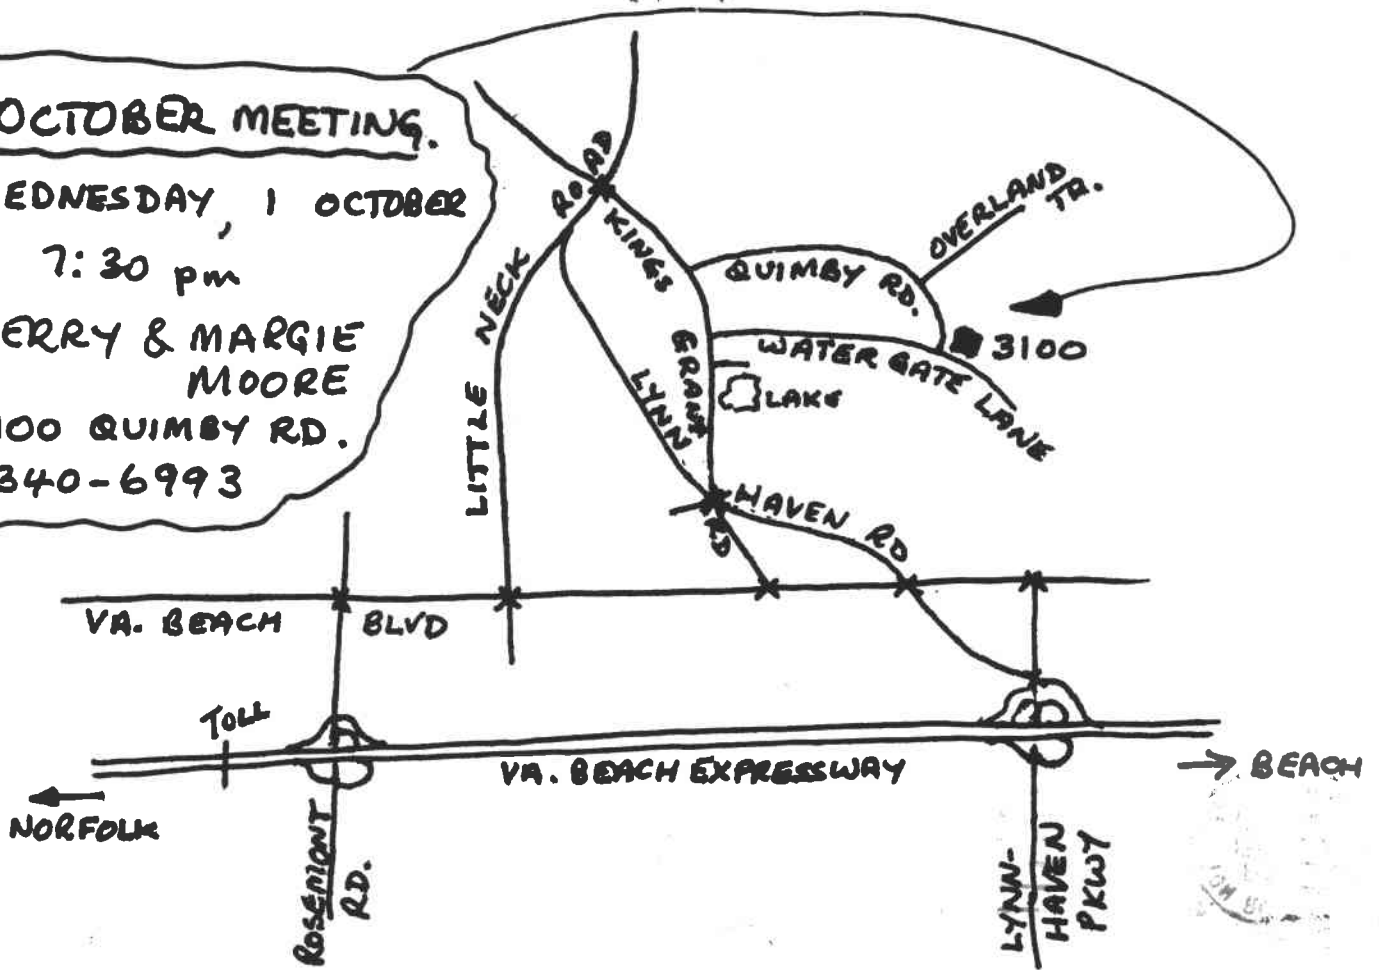 OCTOBER MEETING.
EDNESDAY, 1 OCTOBER
7:30 pm
ERRY & MARGIE
MOORE
100 QUIMBY RD.
340-6993
LITTLE NECK ROAD
KINGS GRANT RD
QUIMBY RD.
OVERLAND TR.
3100
WATER GATE LANE
LAKE
LYNN HAVEN RD
VA. BEACH BLVD
TOLL
VA. BEACH EXPRESSWAY
→ BEACH
← NORFOLK
ROSEMONT RD.
LYNN-
HAVEN
PKWY